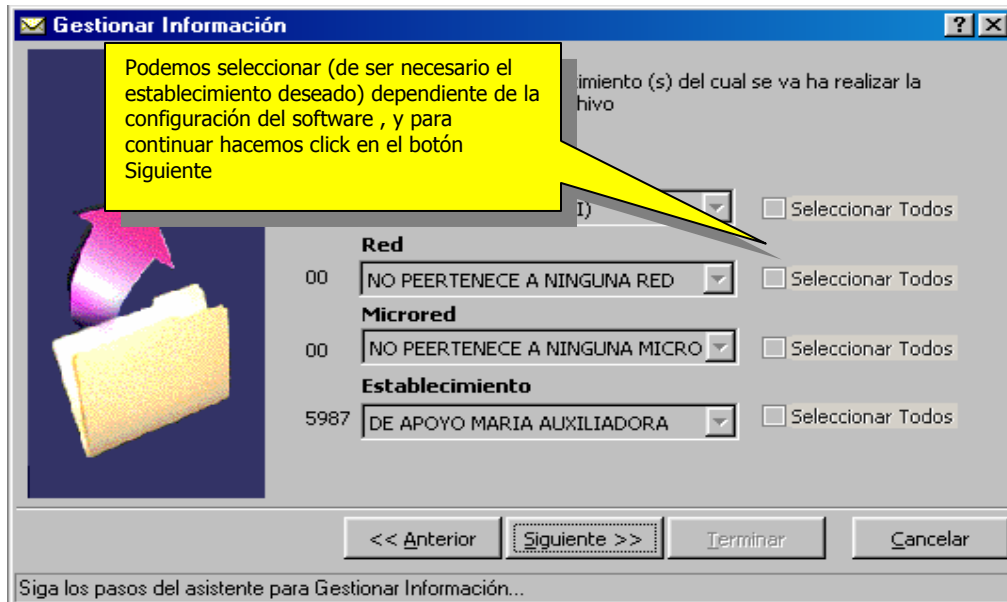 Gestionar Información
Podemos seleccionar (de ser necesario el
establecimiento deseado) dependiente de la
configuración del software , y para
continuar hacemos click en el botón
Siguiente
(s) del cual se va ha realizar la
I)
Seleccionar Todos
Red
00 NO PEERTENECE A NINGUNA RED Seleccionar Todos
Microred
00 NO PEERTENECE A NINGUNA MICRO Seleccionar Todos
Establecimiento
5987 DE APOYO MARIA AUXILIADORA Seleccionar Todos
<< Anterior Siguiente >> Terminar Cancelar
Siga los pasos del asistente para Gestionar Información...